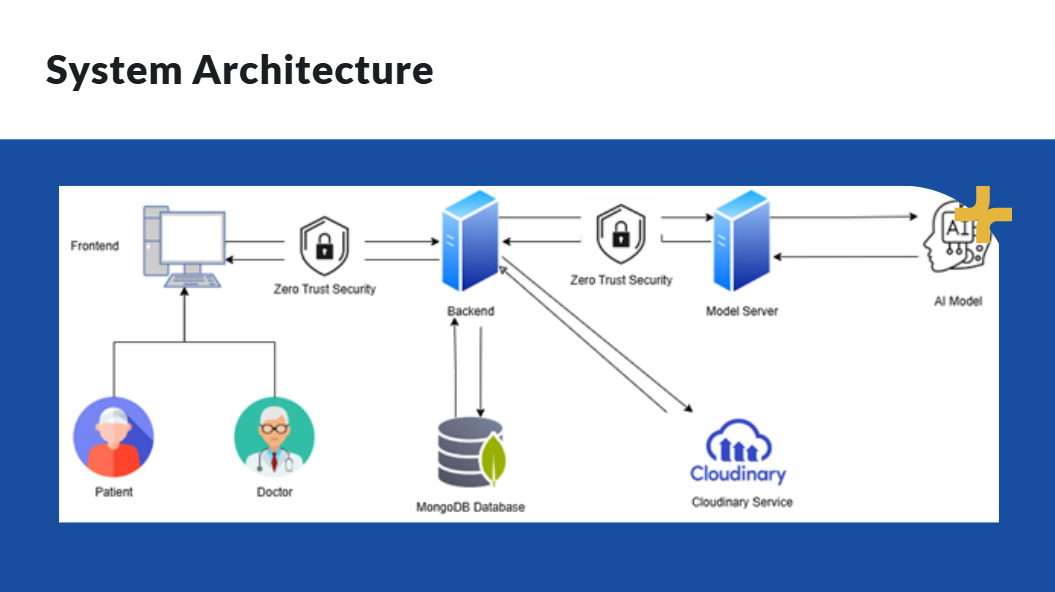 System Architecture
Frontend
Zero Trust Security
Backend
Zero Trust Security
Model Server
AI
AI Model
Patient
Doctor
MongoDB Database
Cloudinary
Cloudinary Service